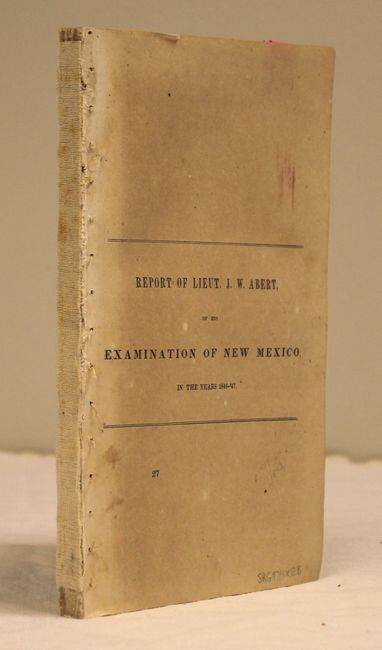 REPORT OF LIEUT. J. W. ABERT,
OF HIS
EXAMINATION OF NEW MEXICO,
IN THE YEARS 1846-'47.
27